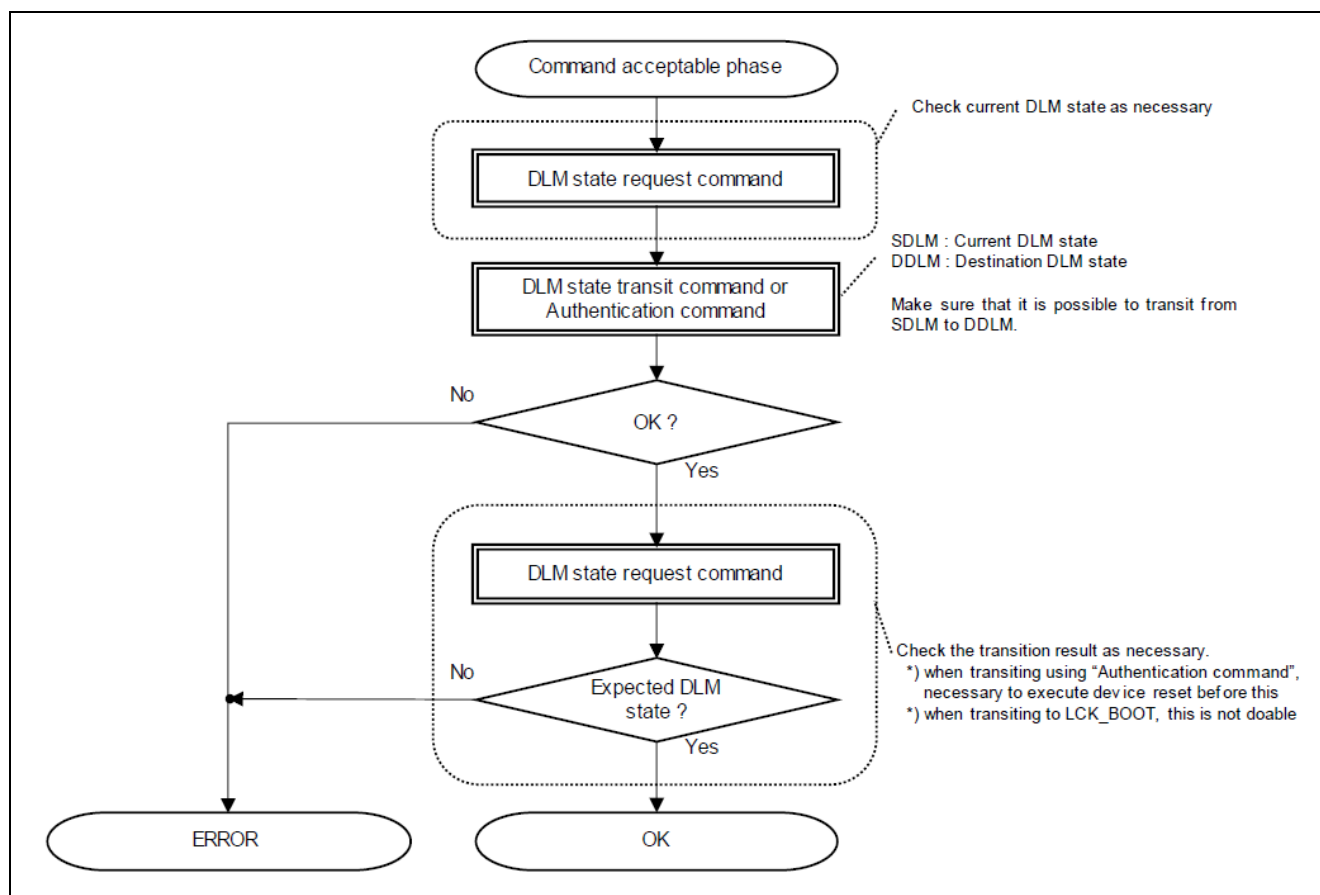 Command acceptable phase
Check current DLM state as necessary
DLM state request command
SDLM : Current DLM state
DDLM : Destination DLM state
Make sure that it is possible to transit from
SDLM to DDLM.
DLM state transit command or
Authentication command
No
OK ?
Yes
DLM state request command
Check the transition result as necessary.
*) when transiting using “Authentication command”,
necessary to execute device reset before this
*) when transiting to LCK_BOOT, this is not doable
No
Expected DLM
state ?
Yes
ERROR
OK